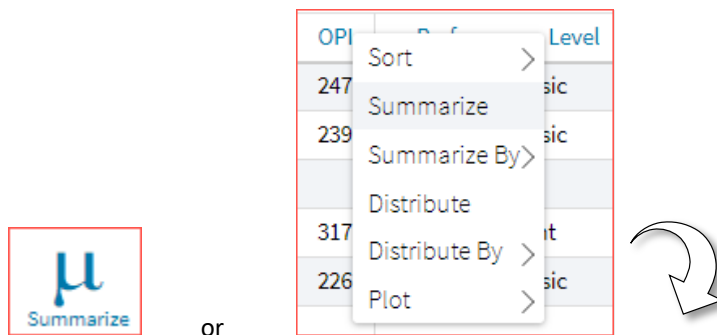 OPI Level
Sort >
247 sic
Summarize
239 sic
Summarize By >
Distribute
317 nt
Distribute By >
226 sic
Plot >
μ
Summarize
or